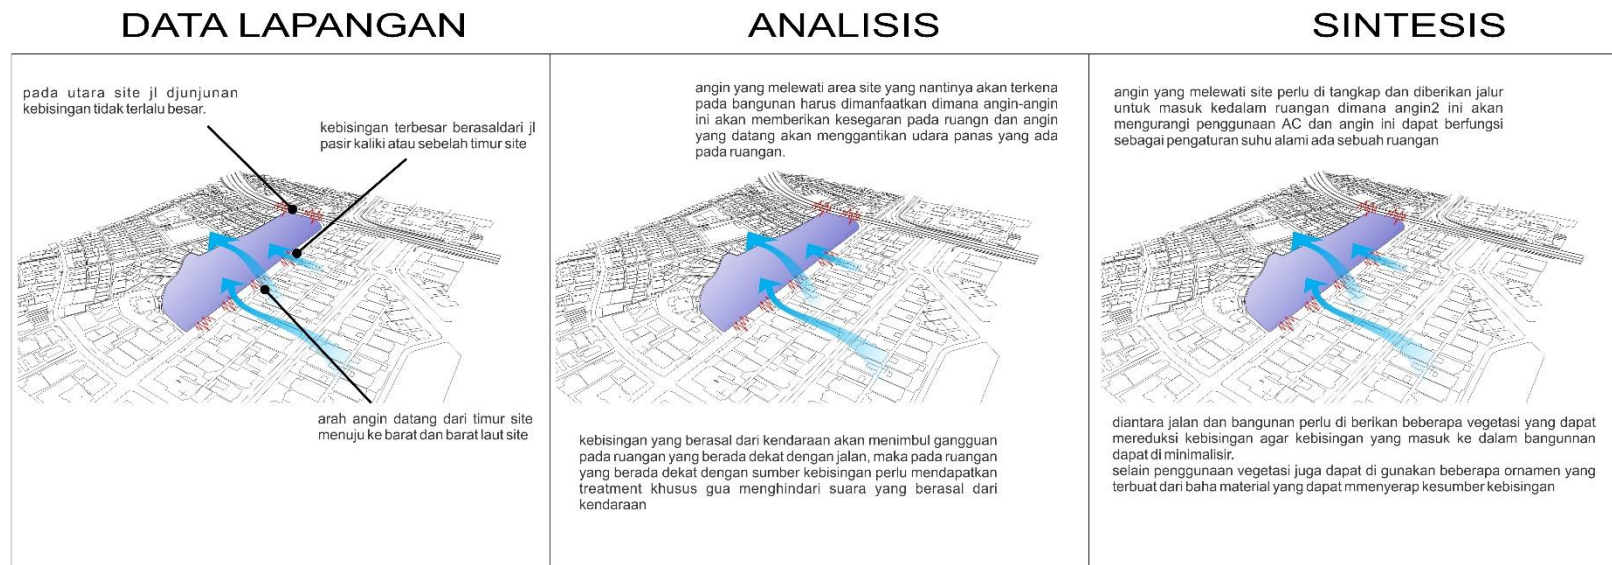 DATA LAPANGAN
pada utara site jl djunjunan
kebisingan tidak terlalu besar.
kebisingan terbesar berasaldari jl
pasir kaliki atau sebelah timur site
arah angin datang dari timur site
menuju ke barat dan barat laut site
ANALISIS
angin yang melewati area site yang nantinya akan terkena
pada bangunan harus dimanfaatkan dimana angin-angin
ini akan memberikan kesegaran pada ruangn dan angin
yang datang akan menggantikan udara panas yang ada
pada ruangan.
kebisingan yang berasal dari kendaraan akan menimbul gangguan
pada ruangan yang berada dekat dengan jalan, maka pada ruangan
yang berada dekat dengan sumber kebisingan perlu mendapatkan
treatment khusus gua menghindari suara yang berasal dari
kendaraan
SINTESIS
angin yang melewati site perlu di tangkap dan diberikan jalur
untuk masuk kedalam ruangan dimana angin2 ini akan
mengurangi penggunaan AC dan angin ini dapat berfungsi
sebagai pengaturan suhu alami ada sebuah ruangan
diantara jalan dan bangunan perlu di berikan beberapa vegetasi yang dapat
mereduksi kebisingan agar kebisingan yang masuk ke dalam bangunnan
dapat di minimalisir.
selain penggunaan vegetasi juga dapat di gunakan beberapa ornamen yang
terbuat dari baha material yang dapat mmenyerap kesumber kebisingan